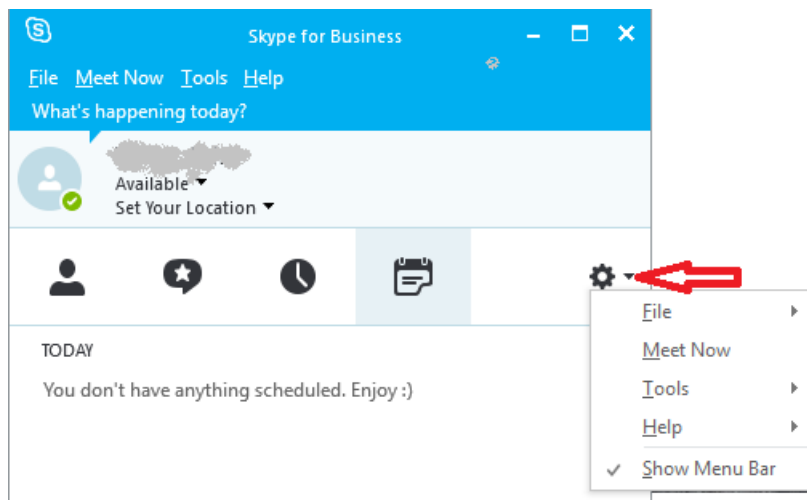 Skype for Business
File Meet Now Tools Help
What's happening today?
Available
Set Your Location
File
Meet Now
Tools
Help
Show Menu Bar
TODAY
You don't have anything scheduled. Enjoy :)